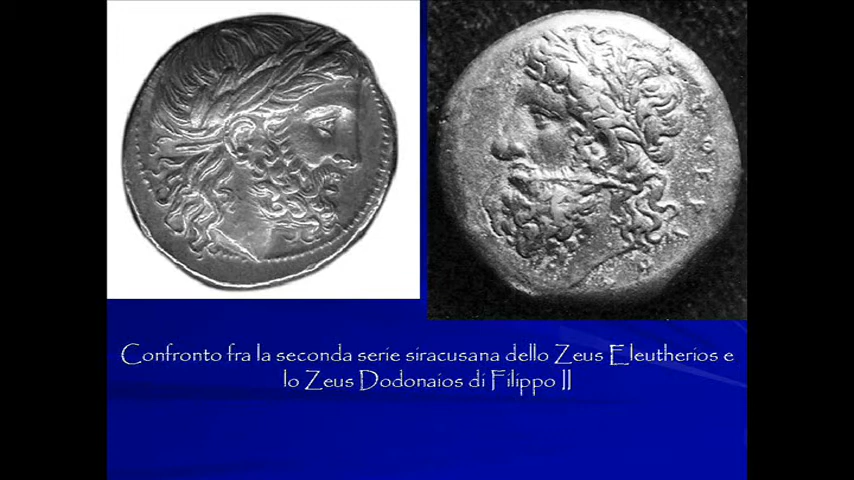 Confronto fra la seconda serie siracusana dello Zeus Eleutherios e
lo Zeus Dodonaios di Filippo II